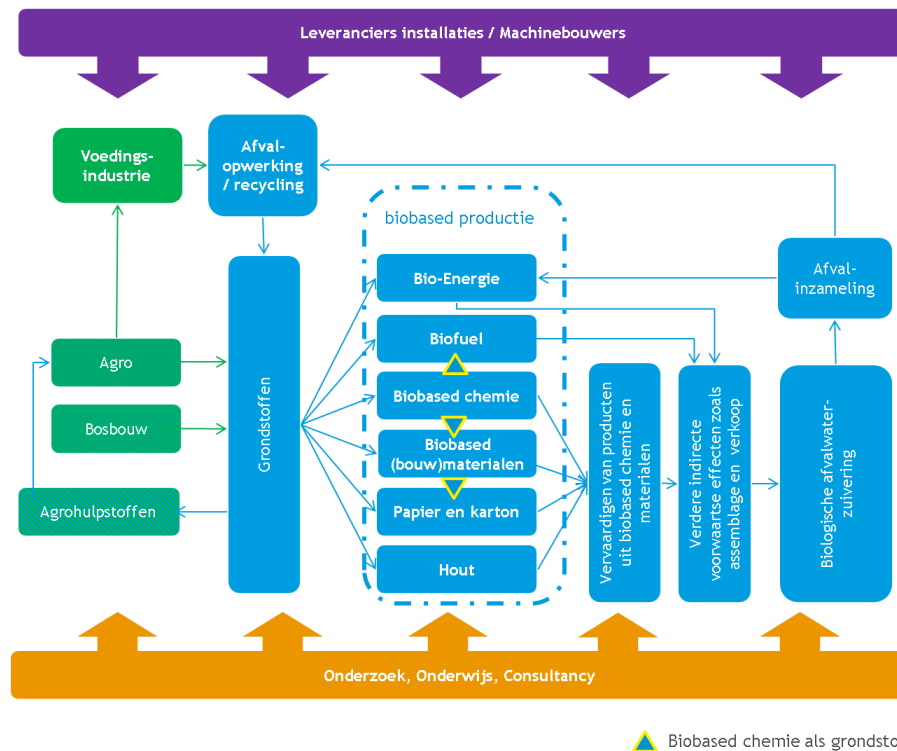 Leveranciers installaties / Machinebouwers
Voedings-
industrie
Afval-
opwerking
/ recycling
biobased productie
Bio-Energie
Afval-
inzameling
Biofuel
Agro
Biobased chemie
Bosbouw
Biobased
(bouw)materialen
Agrohulpstoffen
Papier en karton
Hout
Grondstoffen
Vervaardigen van producten
uit biobased chemie en
materialen
Verdere indirecte
voorwaartse effecten zoals
assemblage en verkoop
Biologische afvalwater-
zuivering
Onderzoek, Onderwijs, Consultancy
Biobased chemie als grondsto